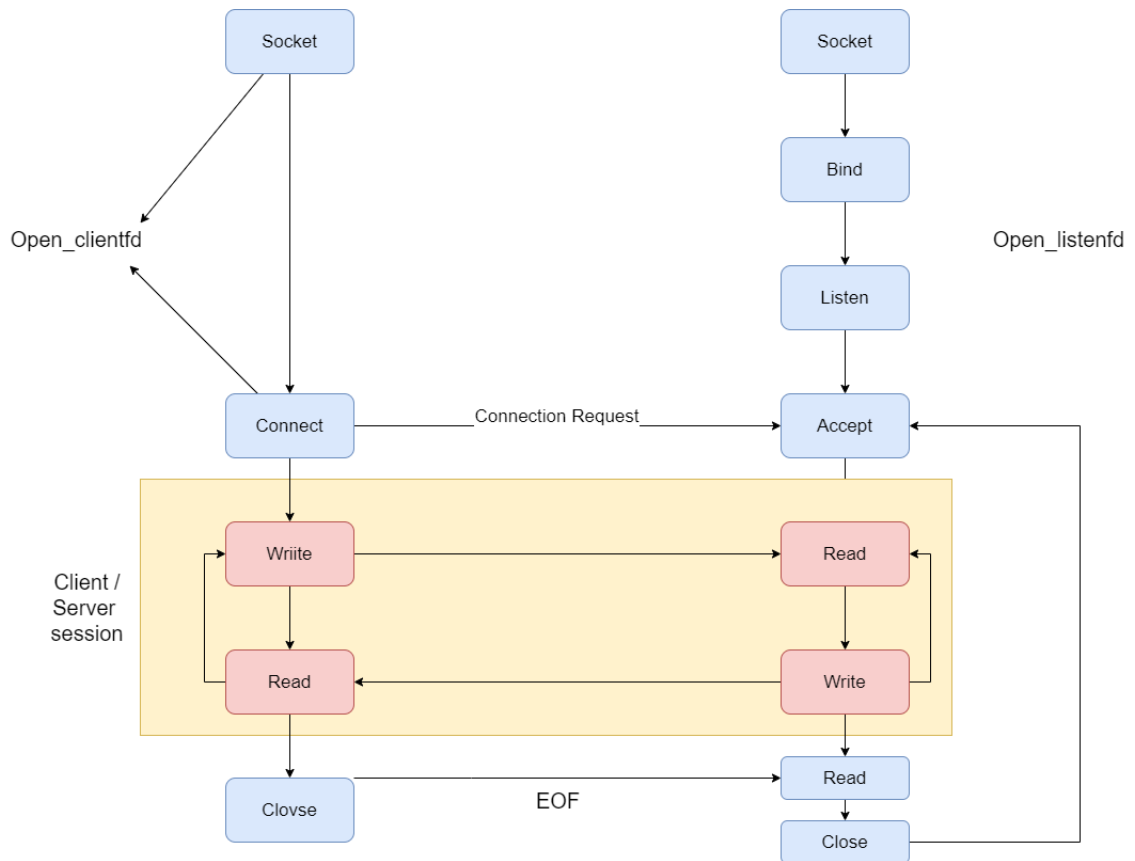 Socket
Socket
Bind
Open_clientfd
Open_listenfd
Listen
Connect
Connection Request
Accept
Wriite
Read
Client /
Server
session
Read
Write
Clovse
EOF
Read
Close